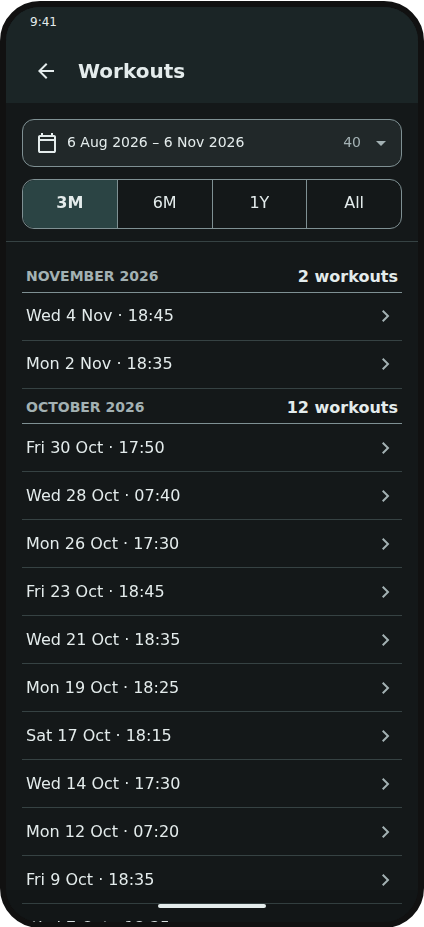 9:41
Workouts
6 Aug 2026 – 6 Nov 2026 40
3M 6M 1Y All
NOVEMBER 2026 2 workouts
Wed 4 Nov · 18:45
Mon 2 Nov · 18:35
OCTOBER 2026 12 workouts
Fri 30 Oct · 17:50
Wed 28 Oct · 07:40
Mon 26 Oct · 17:30
Fri 23 Oct · 18:45
Wed 21 Oct · 18:35
Mon 19 Oct · 18:25
Sat 17 Oct · 18:15
Wed 14 Oct · 17:30
Mon 12 Oct · 07:20
Fri 9 Oct · 18:35